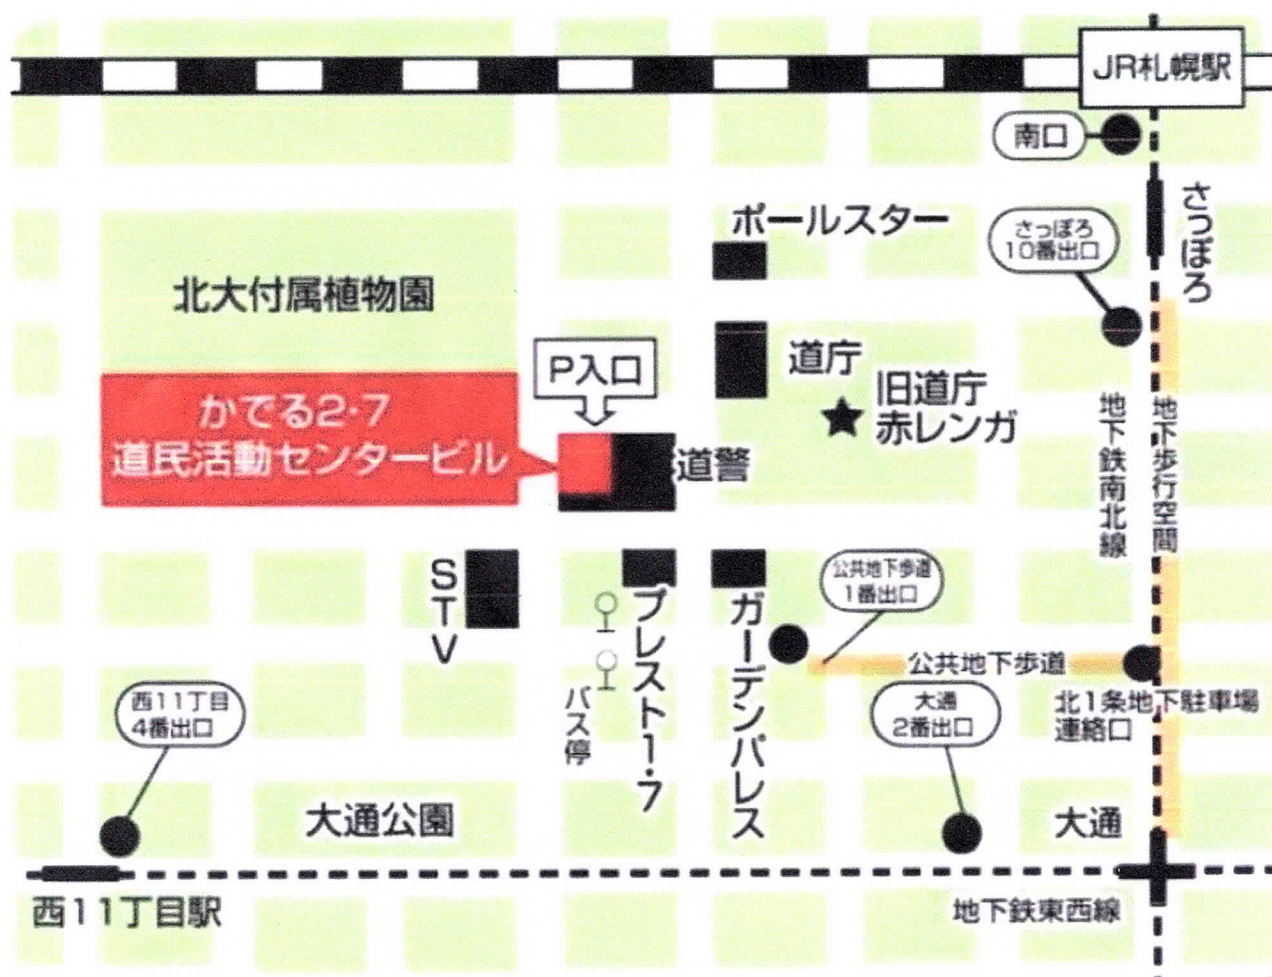 JR札幌駅
南口
さっぽろ
ポールスター
さっぽろ
10番出口
北大付属植物園
P入口
道庁
旧道庁
赤レンガ
かでる2・7
道民活動センタービル
道警
地下鉄南北線
地下歩行空間
STV
プレスト1・7
ガーデンパレス
公共地下歩道
1番出口
公共地下歩道
バス停
西11丁目
4番出口
大通
2番出口
北1条地下駐車場
連絡口
大通公園
大通
西11丁目駅
地下鉄東西線